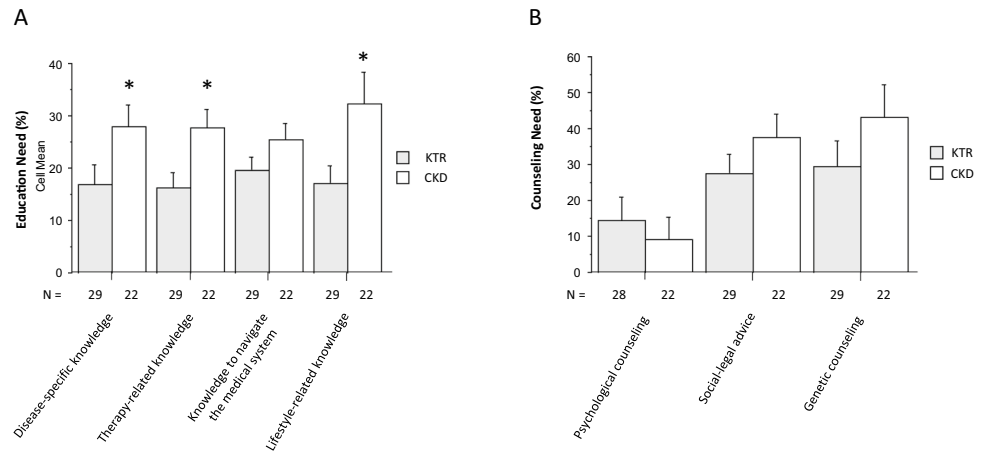 A
B
Education Need (%)
Cell Mean
40
30
20
10
0
* * *
KTR
CKD
N = 29 22 29 22 29 22 29 22
Disease-specific knowledge
Therapy-related knowledge
Knowledge to navigate
the medical system
Lifestyle-related knowledge
Counseling Need (%)
60
50
40
30
20
10
0
KTR
CKD
N = 28 22 29 22 29 22
Psychological counseling
Social-legal advice
Genetic counseling